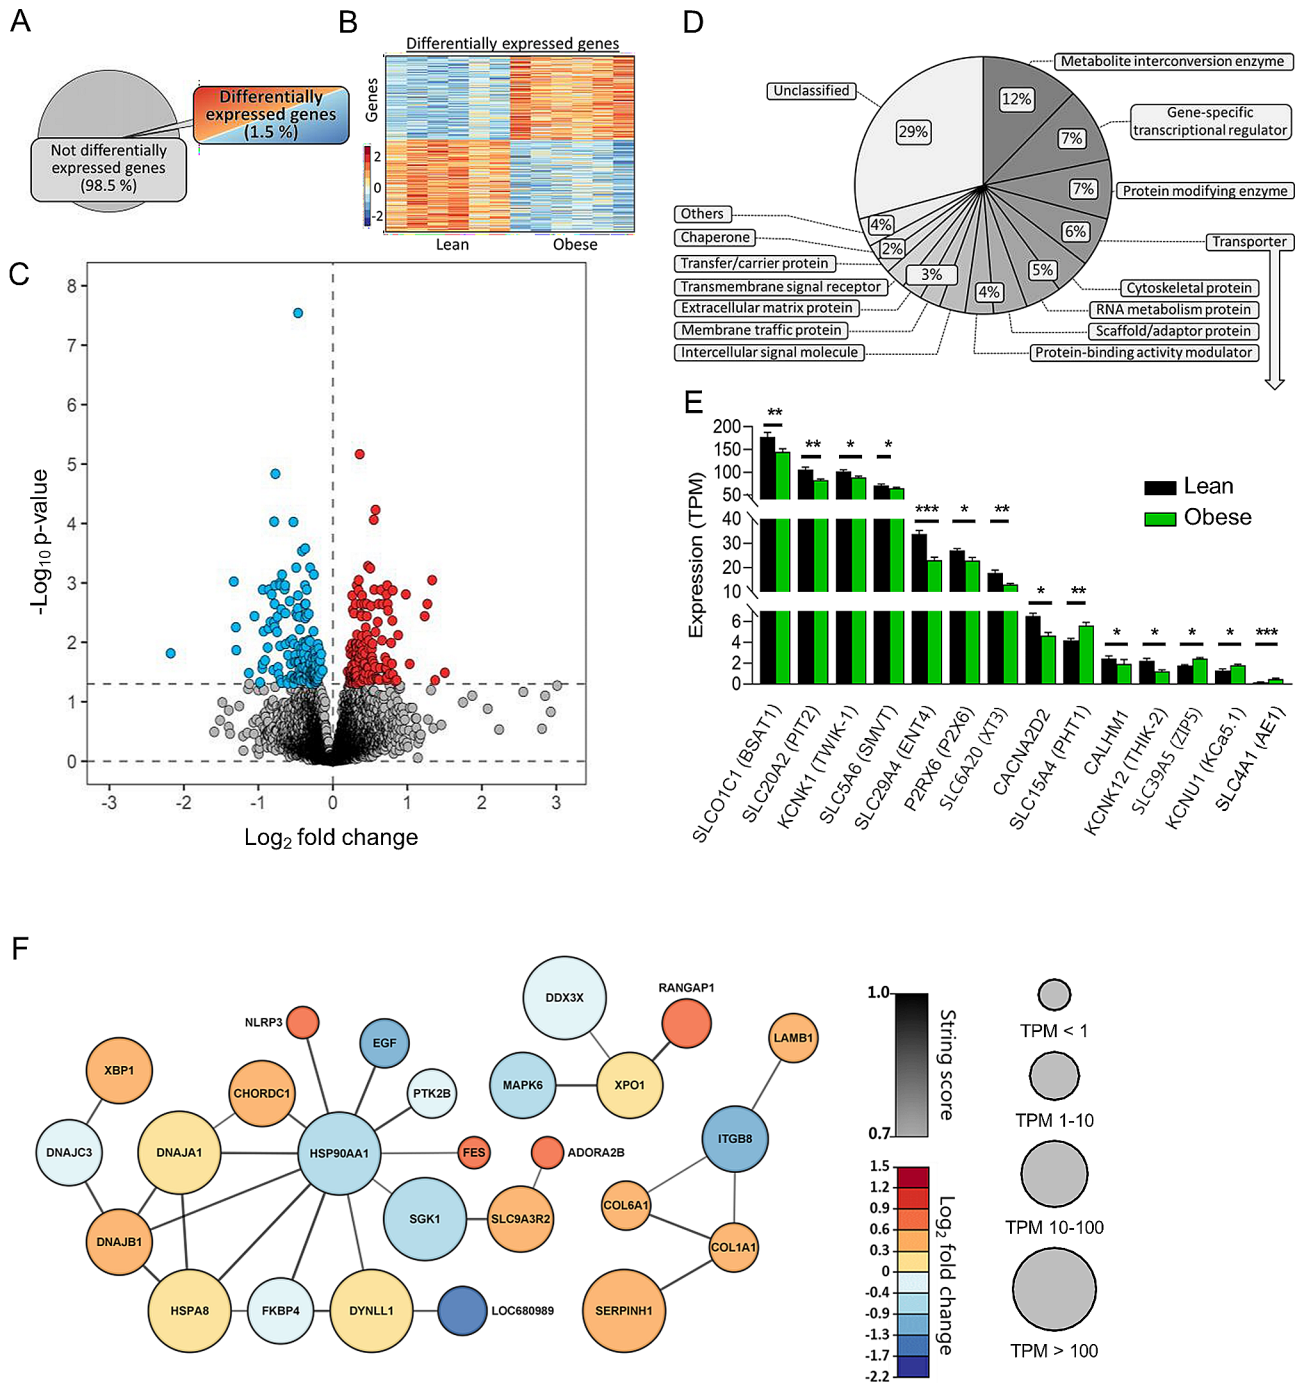 A
Not differentially
expressed genes
(98.5 %)
Differentially
expressed genes
(1.5 %)
B
Differentially expressed genes
Genes
2
0
-2
Lean
Obese
C
-Log10 p-value
8
7
6
5
4
3
2
1
0
-3
-2
-1
0
1
2
3
Log2 fold change
D
Unclassified
Metabolite interconversion enzyme
Gene-specific
transcriptional regulator
Protein modifying enzyme
Transporter
Cytoskeletal protein
RNA metabolism protein
Scaffold/adaptor protein
Protein-binding activity modulator
Others
Chaperone
Transfer/carrier protein
Transmembrane signal receptor
Extracellular matrix protein
Membrane traffic protein
Intercellular signal molecule
29%
12%
7%
7%
6%
5%
4%
3%
2%
4%
E
Expression (TPM)
200
150
100
50
40
30
20
10
6
4
2
0
**
**
*
*
***
*
**
*
**
*
*
*
*
***
Lean
Obese
SLCO1C1 (BSAT1)
SLC20A2 (PIT2)
KCNK1 (TWIK-1)
SLC5A6 (SMVT)
SLC29A4 (ENT4)
P2RX6 (P2X6)
SLC6A20 (XT3)
CACNA2D2
SLC15A4 (PHT1)
CALHM1
KCNK12 (THIK-2)
SLC39A5 (ZIP5)
KCNU1 (KCa5.1)
SLC4A1 (AE1)
F
NLRP3
EGF
XBP1
CHORDC1
PTK2B
DNAJC3
DNAJA1
HSP90AA1
FES
ADORA2B
SGK1
SLC9A3R2
DNAJB1
HSPA8
FKBP4
DYNLL1
LOC680989
DDX3X
RANGAP1
MAPK6
XPO1
LAMB1
ITGB8
COL6A1
COL1A1
SERPINH1
1.0
0.7
String score
1.5
1.2
0.9
0.6
0.3
0
-0.4
-0.9
-1.3
-1.7
-2.2
Log2 fold change
TPM < 1
TPM 1-10
TPM 10-100
TPM > 100